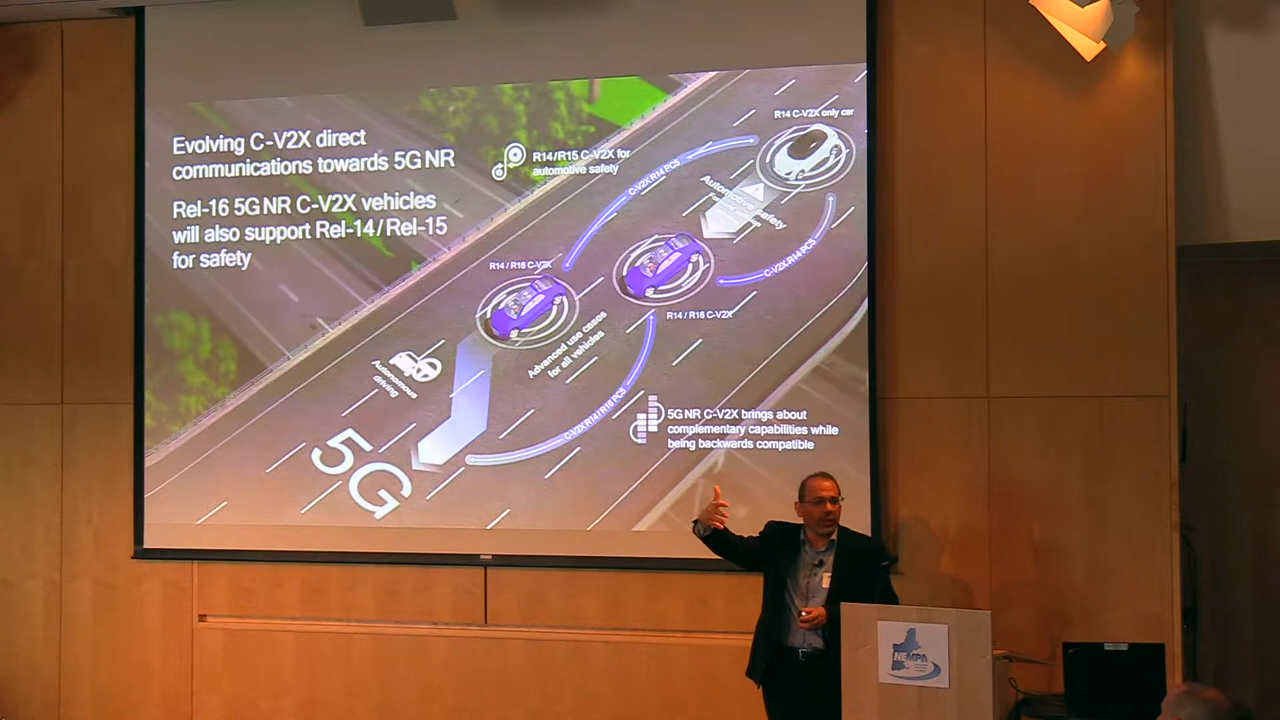 Evolving C-V2X direct
communications towards 5G NR
Rel-16 5G NR C-V2X vehicles
will also support Rel-14/Rel-15
for safety
R14/R15 C-V2X for
automotive safety
R14 C-V2X only car
C-V2X R14 PC5
Automotive safety
C-V2X R14 PC5
R14 / R16 C-V2X
R14 / R16 C-V2X
Advanced use cases
for all vehicles
Autonomous
driving
C-V2X R14 / R16 PC5
5G
5G NR C-V2X brings about
complementary capabilities while
being backwards compatible
NEMPA